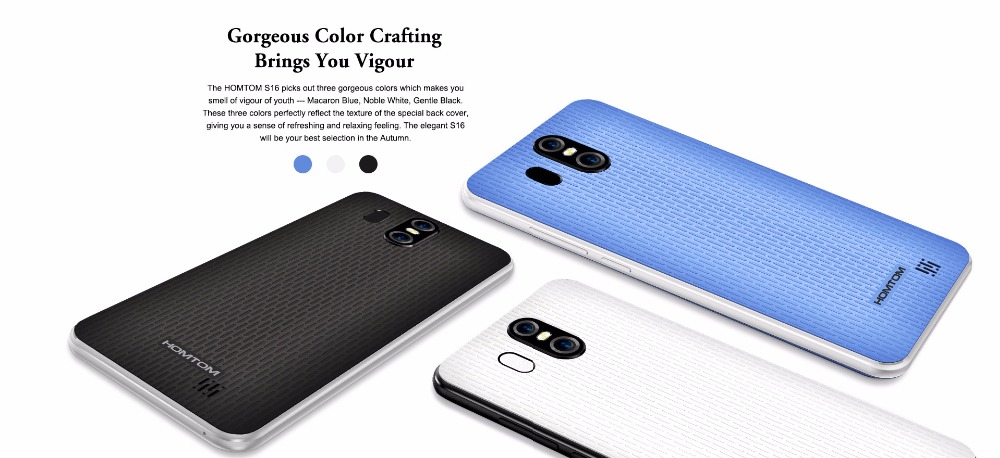 Gorgeous Color Crafting
Brings You Vigour
The HOMTOM S16 picks out three gorgeous colors which makes you
smell of vigour of youth --- Macaron Blue, Noble White, Gentle Black.
These three colors perfectly reflect the texture of the special back cover,
giving you a sense of refreshing and relaxing feeling. The elegant S16
will be your best selection in the Autumn.
HOMTOM
HOMTOM